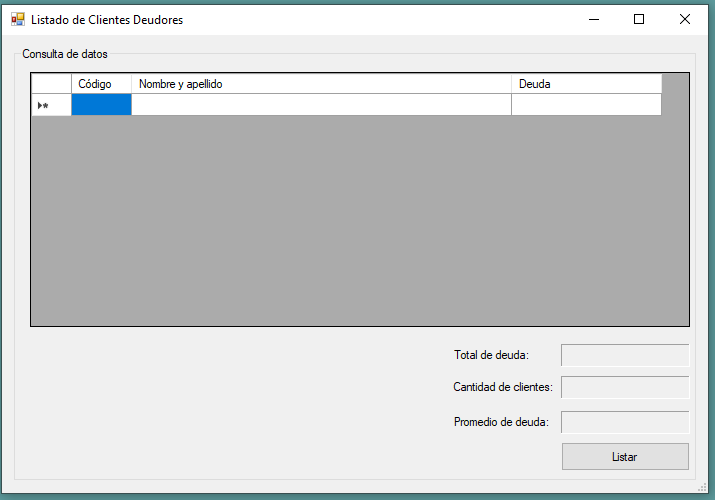 Listado de Clientes Deudores
Consulta de datos
Código Nombre y apellido Deuda
Total de deuda:
Cantidad de clientes:
Promedio de deuda:
Listar